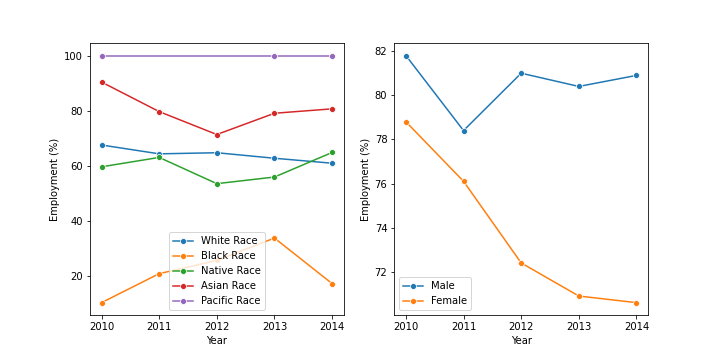 Employment (%)
100
80
60
40
20
2010 2011 2012 2013 2014
Year
White Race
Black Race
Native Race
Asian Race
Pacific Race
Employment (%)
82
80
78
76
74
72
2010 2011 2012 2013 2014
Year
Male
Female